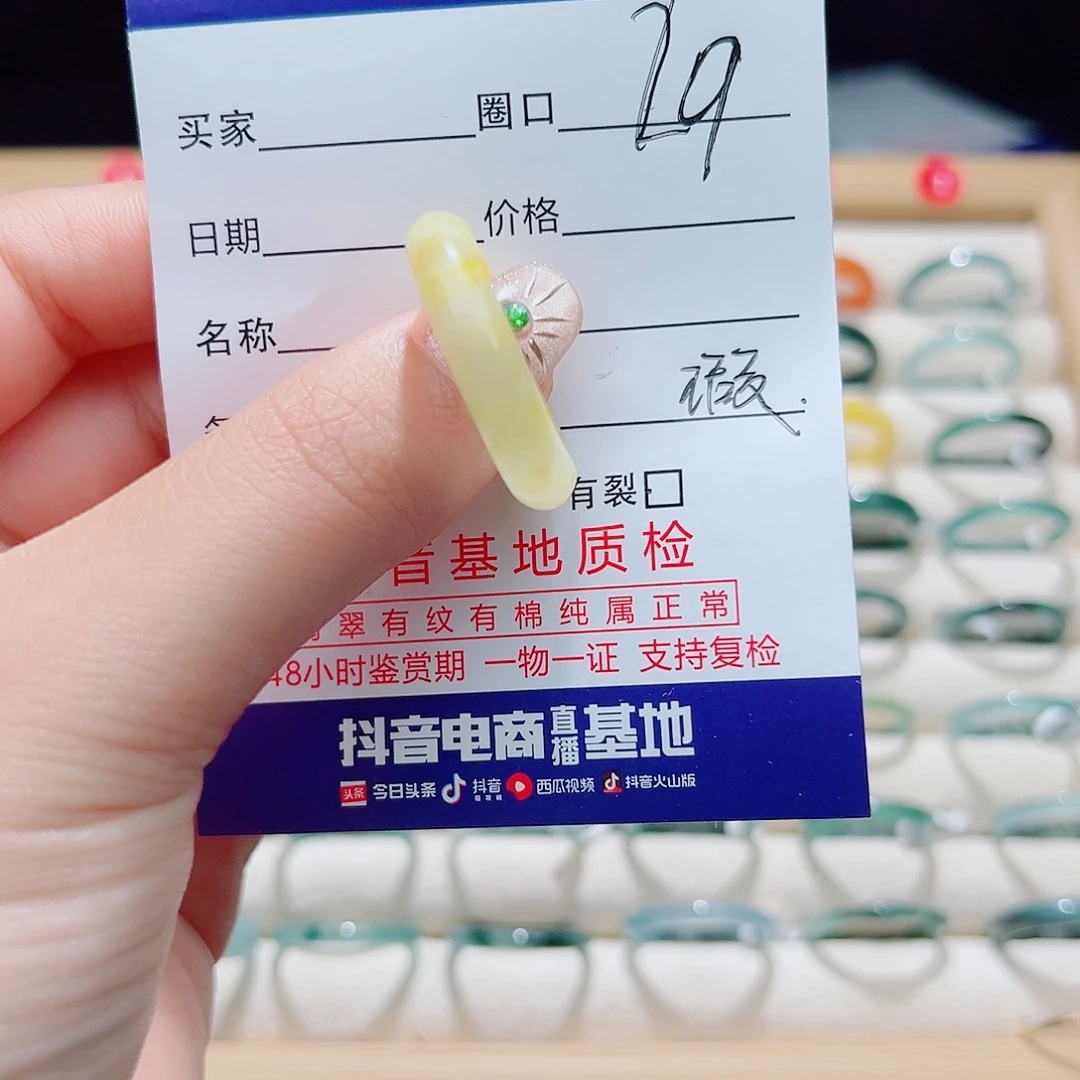 买家 圈口 29
日期 价格
名称
瑕
有裂
音基地质检
翠有纹有棉纯属正常
48小时鉴赏期 一物一证 支持复检
抖音电商直播基地
头条 今日头条 抖音 西瓜视频 抖音火山版